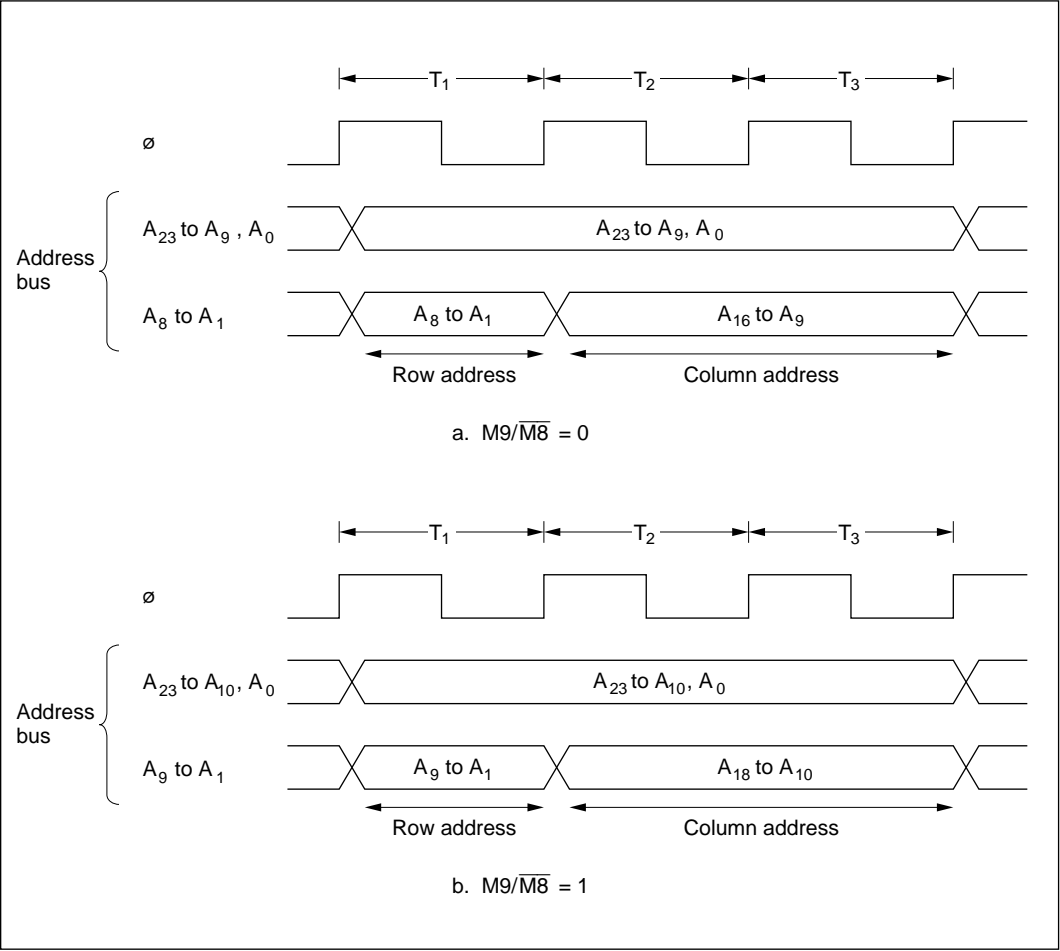 T₁ T₂ T₃
ø
A₂₃ to A₉ , A₀ A₂₃ to A₉, A₀
Address
bus
A₈ to A₁ A₈ to A₁ A₁₆ to A₉
Row address Column address
a. M9/M̅8̅ = 0
T₁ T₂ T₃
ø
A₂₃ to A₁₀, A₀ A₂₃ to A₁₀, A₀
Address
bus
A₉ to A₁ A₉ to A₁ A₁₈ to A₁₀
Row address Column address
b. M9/M̅8̅ = 1